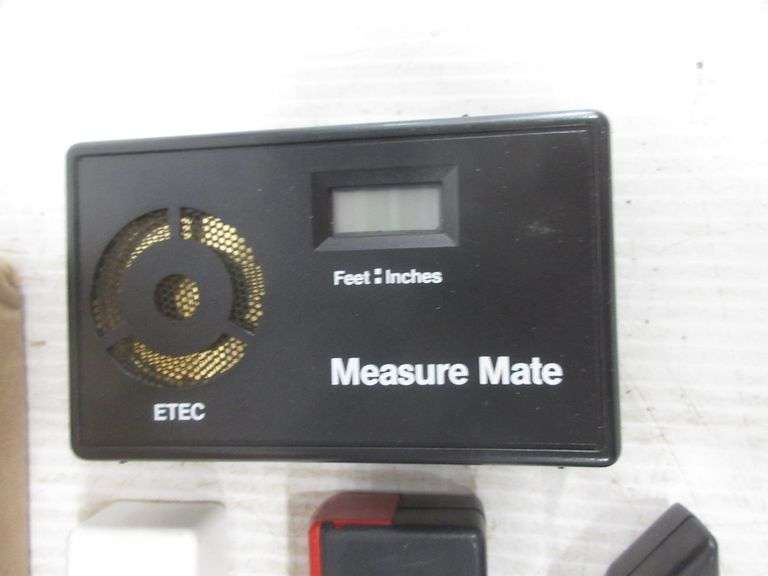 Feet : Inches
Measure Mate
ETEC